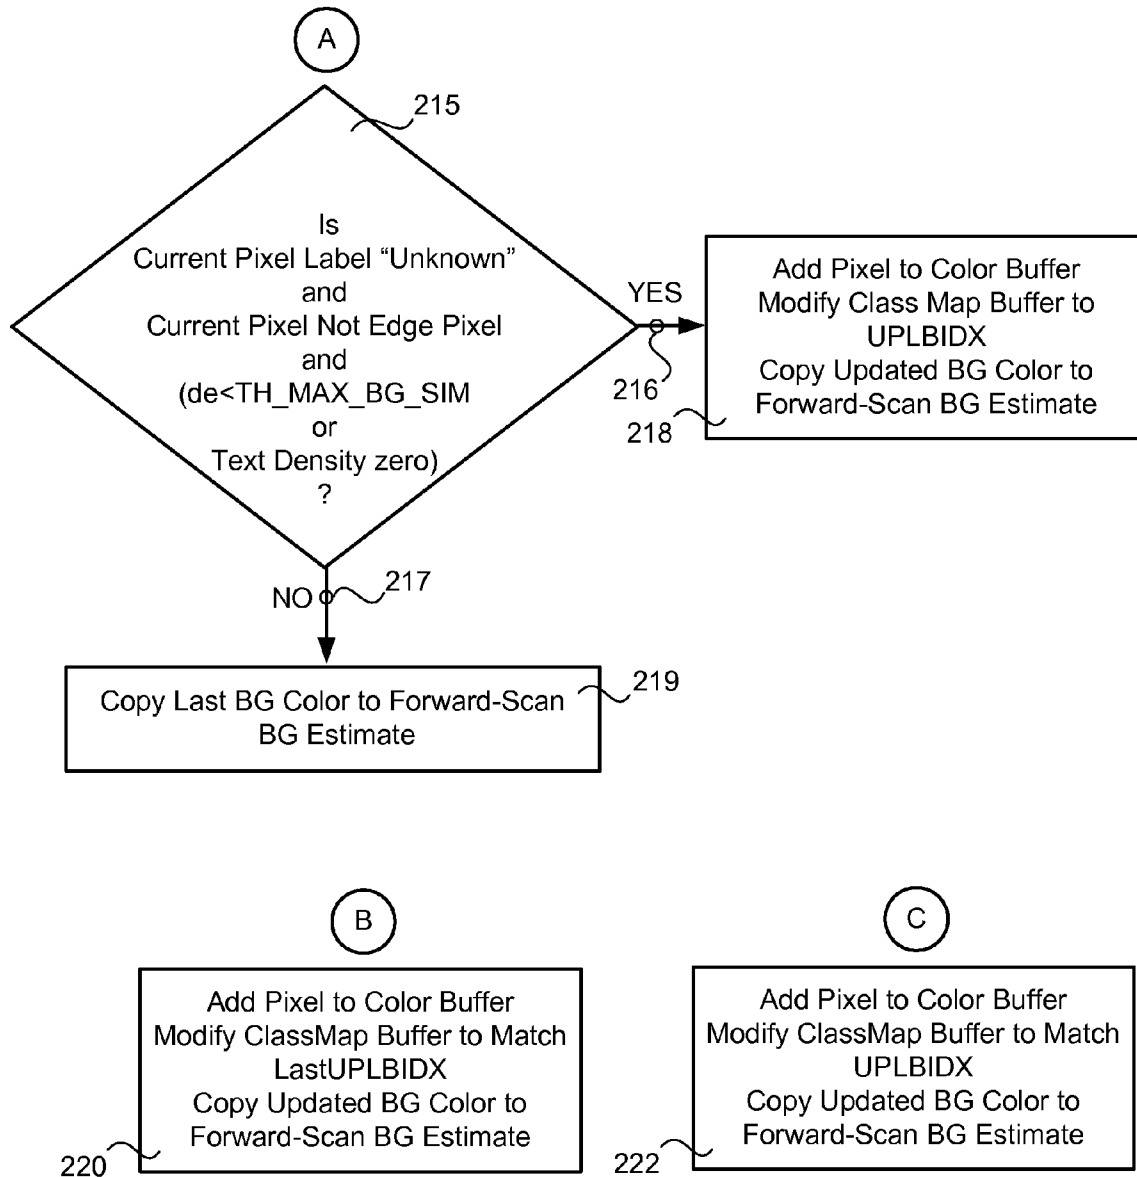 A
215
Is
Current Pixel Label “Unknown”
and
Current Pixel Not Edge Pixel
and
(de<TH_MAX_BG_SIM
or
Text Density zero)
?
YES
216
Add Pixel to Color Buffer
Modify Class Map Buffer to
UPLBIDX
Copy Updated BG Color to
Forward-Scan BG Estimate
218
NO
217
Copy Last BG Color to Forward-Scan
BG Estimate
219
B
Add Pixel to Color Buffer
Modify ClassMap Buffer to Match
LastUPLBIDX
Copy Updated BG Color to
Forward-Scan BG Estimate
220
C
Add Pixel to Color Buffer
Modify ClassMap Buffer to Match
UPLBIDX
Copy Updated BG Color to
Forward-Scan BG Estimate
222